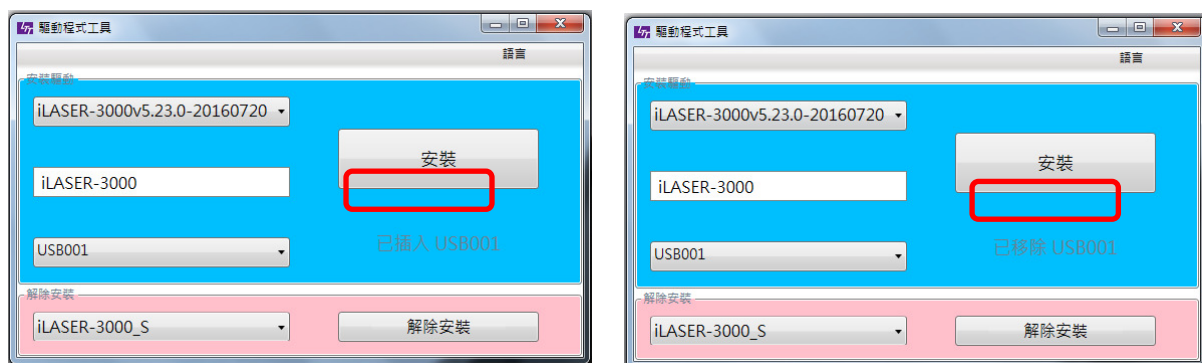 驅動程式工具
語言
安裝驅動
iLASER-3000v5.23.0-20160720
安裝
iLASER-3000
已插入 USB001
USB001
解除安裝
iLASER-3000_S
解除安裝
驅動程式工具
語言
安裝驅動
iLASER-3000v5.23.0-20160720
安裝
iLASER-3000
已移除 USB001
USB001
解除安裝
iLASER-3000_S
解除安裝